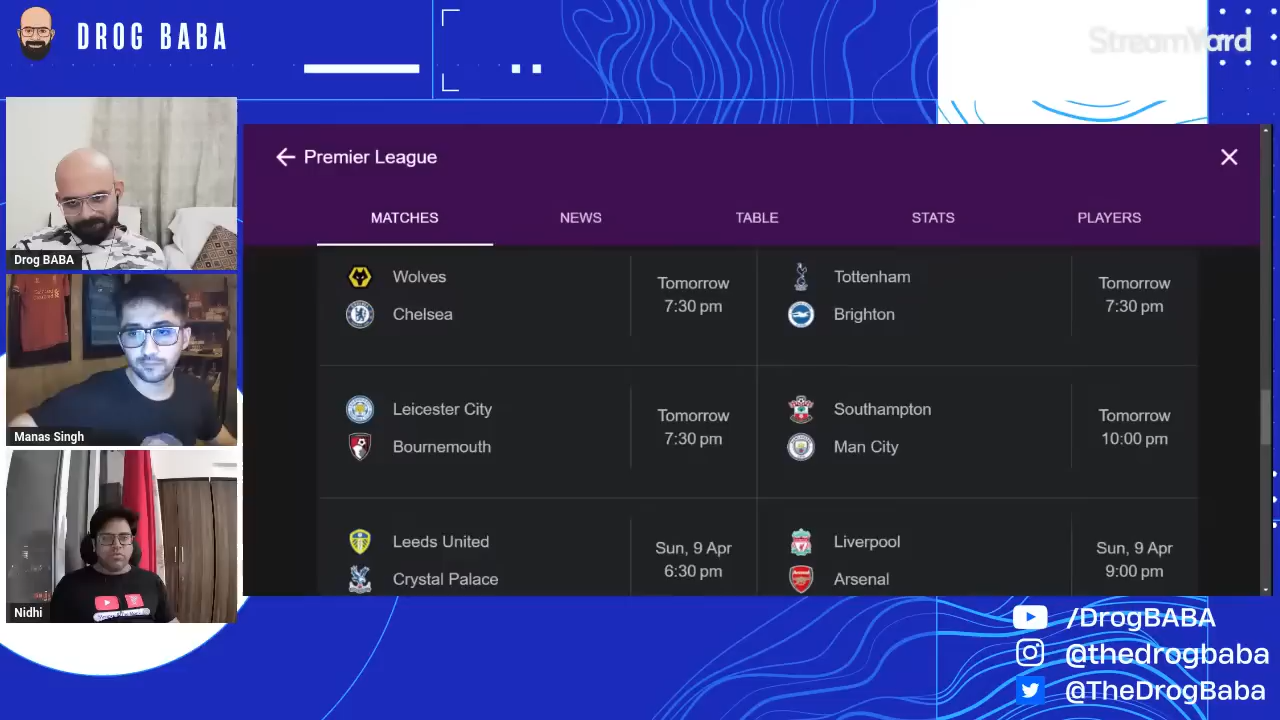 DROG BABA
StreamYard
Drog BABA
Manas Singh
Nidhi
Premier League
MATCHES NEWS TABLE STATS PLAYERS
Wolves
Chelsea
Tomorrow
7:30 pm
Tottenham
Brighton
Tomorrow
7:30 pm
Leicester City
Bournemouth
Tomorrow
7:30 pm
Southampton
Man City
Tomorrow
10:00 pm
Leeds United
Crystal Palace
Sun, 9 Apr
6:30 pm
Liverpool
Arsenal
Sun, 9 Apr
9:00 pm
/DrogBABA
@thedrogbaba
@TheDrogBaba